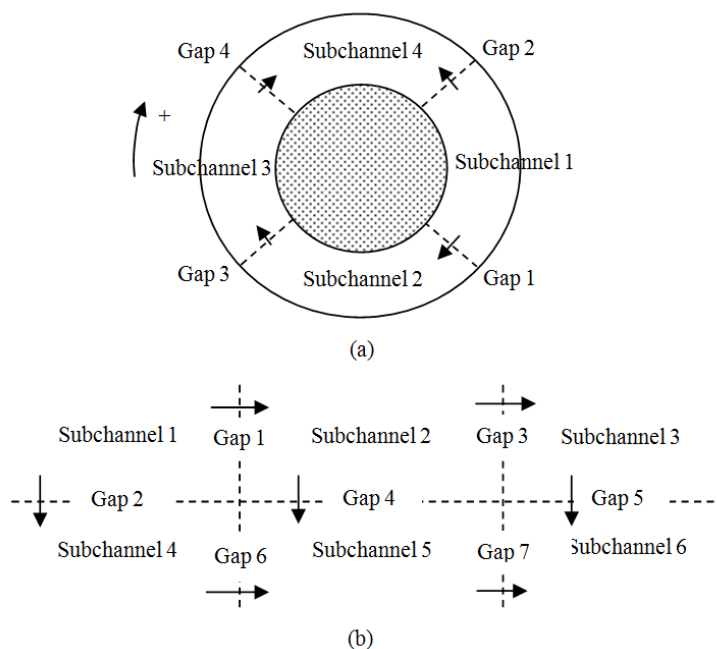 Gap 4
Subchannel 4
Gap 2
+
Subchannel 3
Subchannel 1
Gap 3
Subchannel 2
Gap 1
(a)
Subchannel 1
Gap 1
Subchannel 2
Gap 3
Subchannel 3
Gap 2
Gap 4
Gap 5
Subchannel 4
Gap 6
Subchannel 5
Gap 7
Subchannel 6
(b)